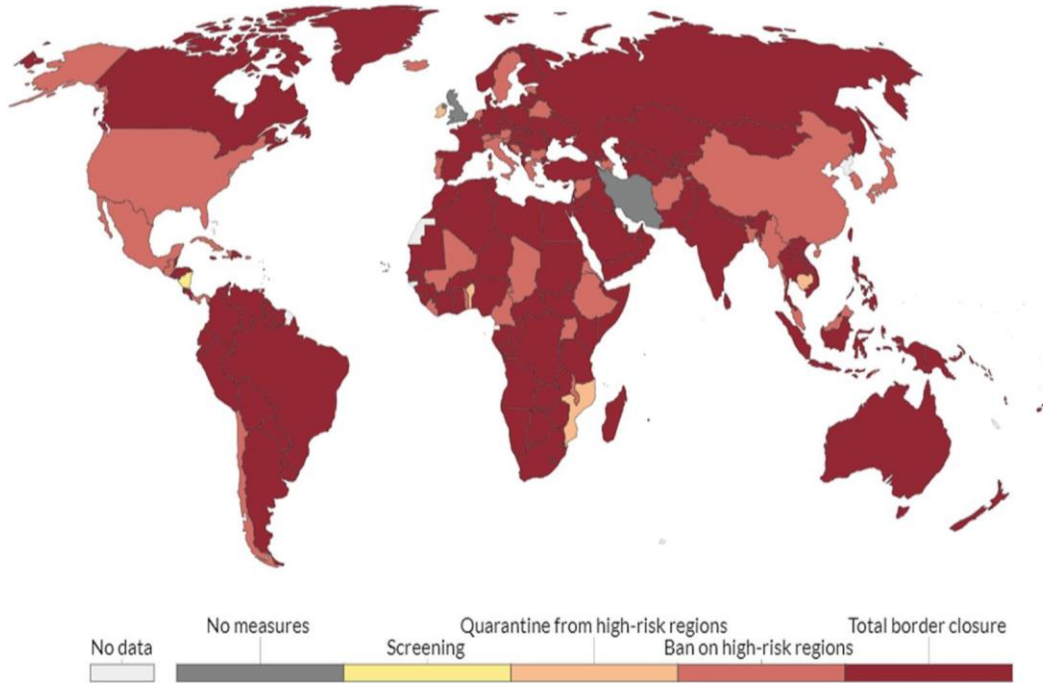 No measures
Quarantine from high-risk regions
Total border closure
No data
Screening
Ban on high-risk regions